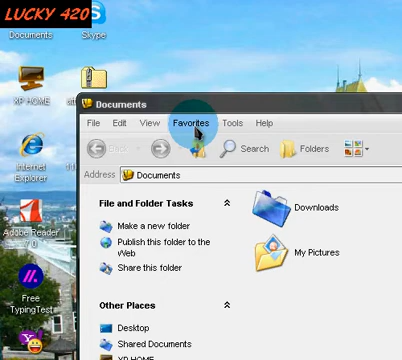 LUCKY 420
Documents
Skype
XP HOME
Internet
Explorer
Adobe Reader
7.0
Free
TypingTest
Documents
File Edit View Favorites Tools Help
Back Search Folders
Address Documents
File and Folder Tasks
Make a new folder
Publish this folder to the
Web
Share this folder
Other Places
Desktop
Shared Documents
XP HOME
Downloads
My Pictures